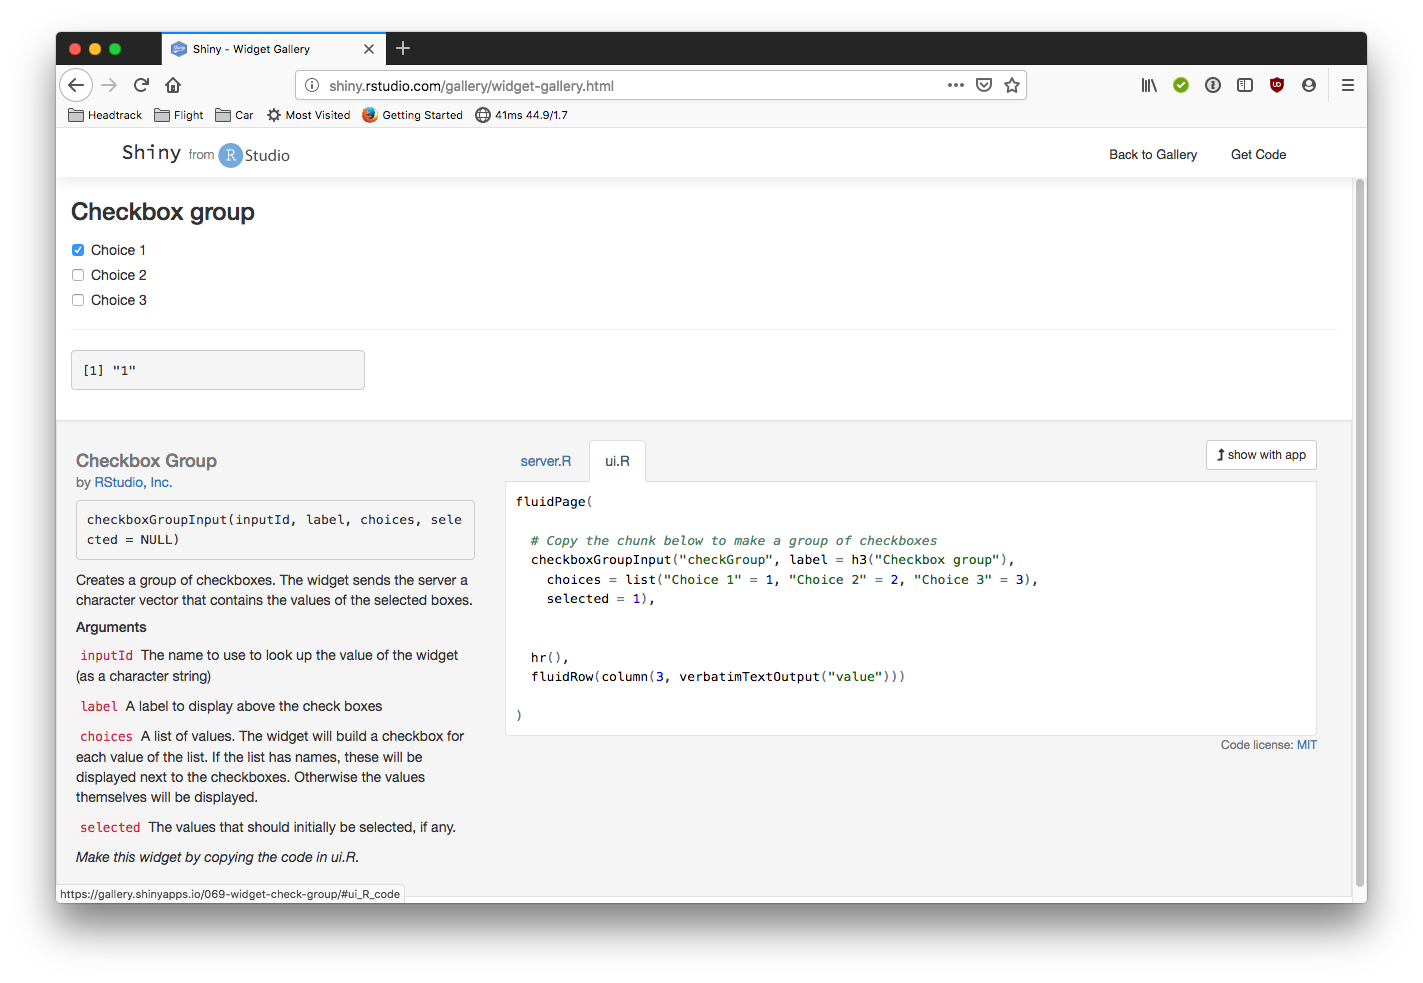 Shiny - Widget Gallery
shiny.rstudio.com/gallery/widget-gallery.html
Headtrack Flight Car Most Visited Getting Started 41ms 44.9/1.7
Shiny from R Studio
Back to Gallery Get Code
Checkbox group
Choice 1
Choice 2
Choice 3
[1] "1"
Checkbox Group
by RStudio, Inc.
checkboxGroupInput(inputId, label, choices, sele
cted = NULL)
Creates a group of checkboxes. The widget sends the server a
character vector that contains the values of the selected boxes.
Arguments
inputId The name to use to look up the value of the widget
(as a character string)
label A label to display above the check boxes
choices A list of values. The widget will build a checkbox for
each value of the list. If the list has names, these will be
displayed next to the checkboxes. Otherwise the values
themselves will be displayed.
selected The values that should initially be selected, if any.
Make this widget by copying the code in ui.R.
server.R ui.R
show with app
fluidPage(
# Copy the chunk below to make a group of checkboxes
checkboxGroupInput("checkGroup", label = h3("Checkbox group"),
choices = list("Choice 1" = 1, "Choice 2" = 2, "Choice 3" = 3),
selected = 1),
hr(),
fluidRow(column(3, verbatimTextOutput("value")))
)
Code license: MIT
https://gallery.shinyapps.io/069-widget-check-group/#ui_R_code